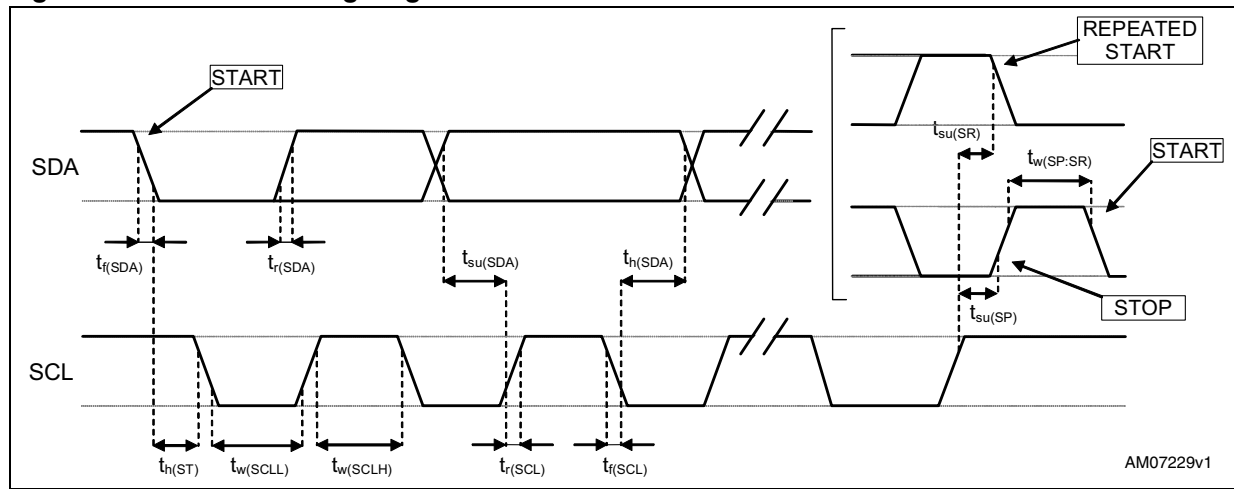 REPEATED
START
START
t_su(SR)
t_w(SP:SR)
START
SDA
t_f(SDA)
t_r(SDA)
t_su(SDA)
t_h(SDA)
t_su(SP)
STOP
SCL
t_h(ST)
t_w(SCLL)
t_w(SCLH)
t_r(SCL)
t_f(SCL)
AM07229v1